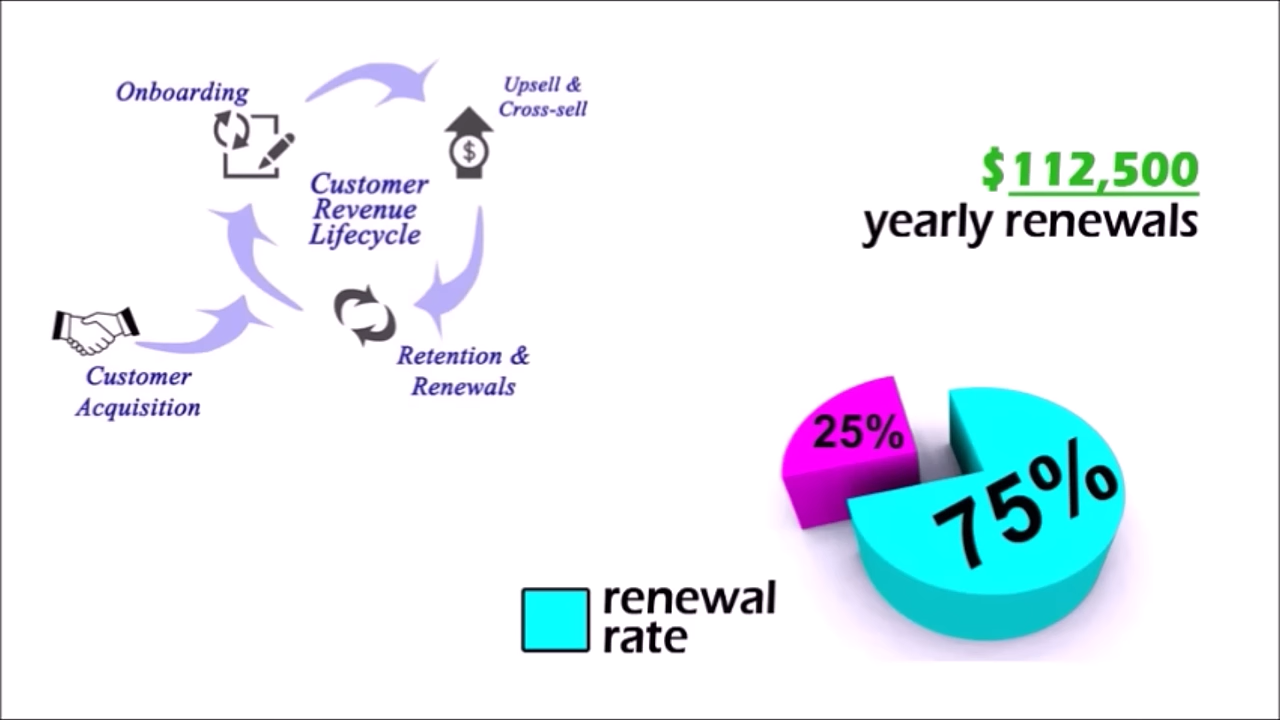 Onboarding
Upsell &
Cross-sell
$
Customer
Revenue
Lifecycle
Customer
Acquisition
Retention &
Renewals
$112,500
yearly renewals
25%
75%
renewal
rate